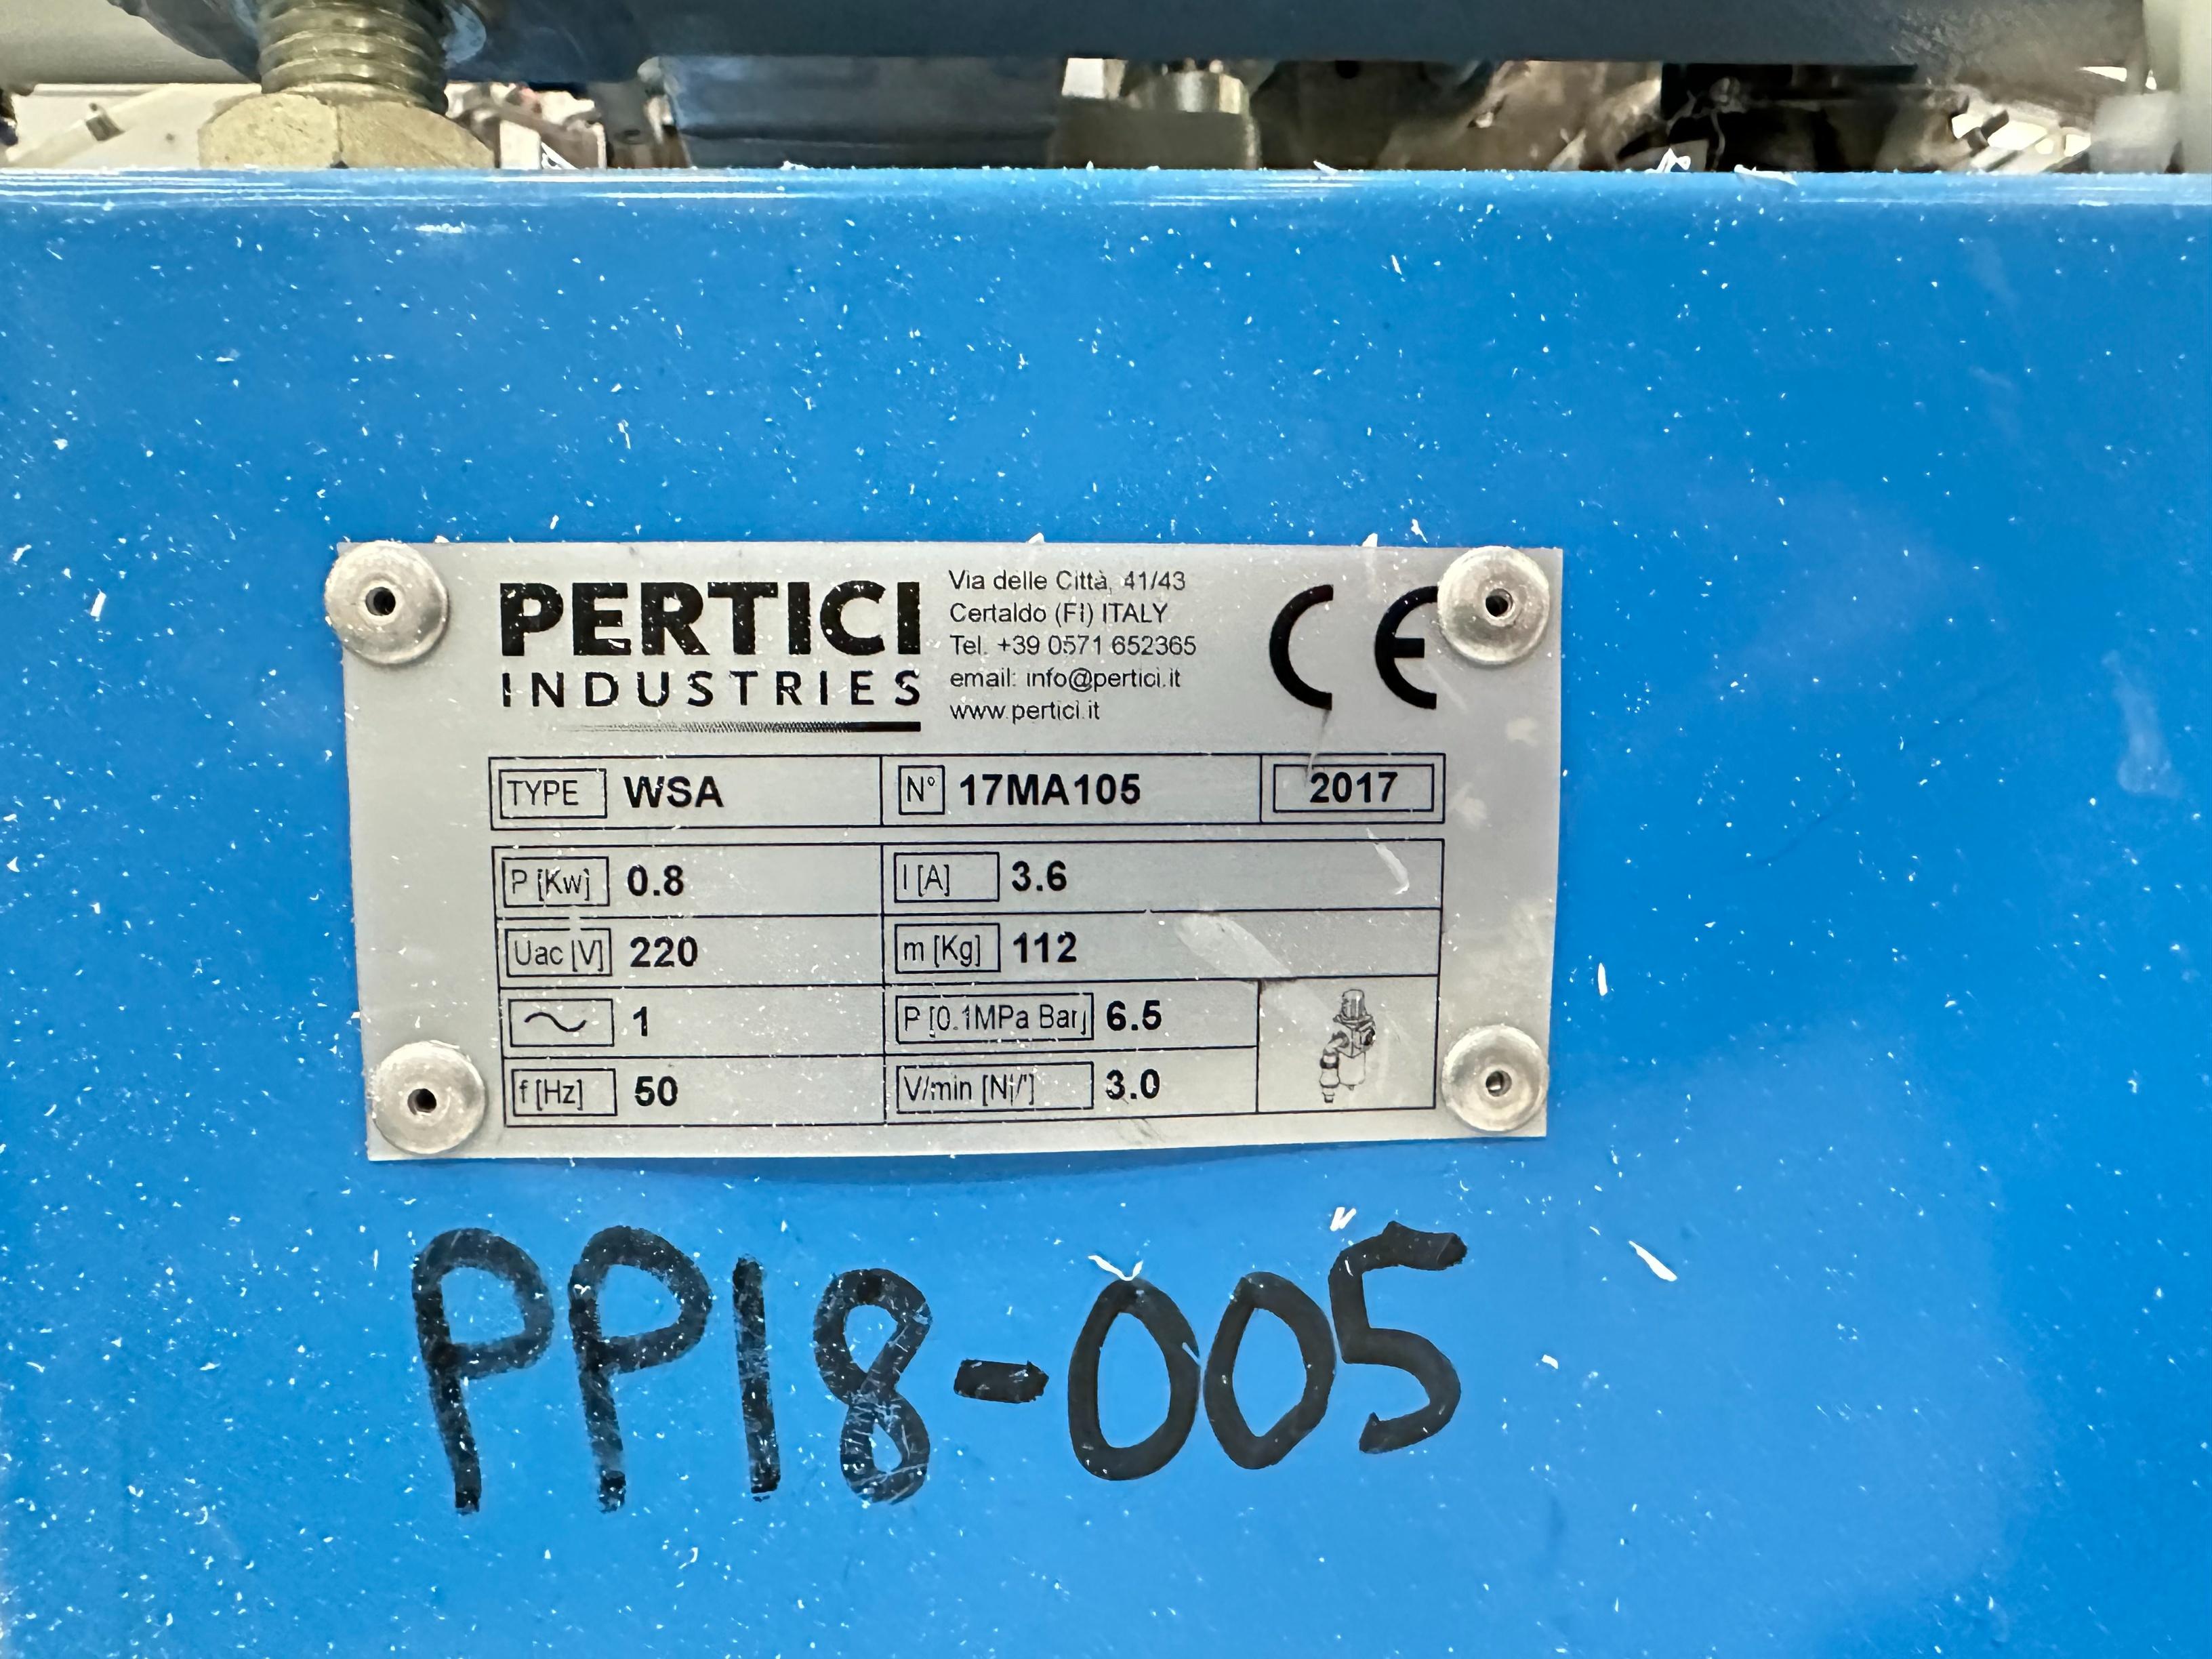 PERTICI
INDUSTRIES
Via delle Città, 41/43
Certaldo (FI) ITALY
Tel. +39 0571 652365
email: info@pertici.it
www.pertici.it
CE
TYPE WSA N° 17MA105 2017
P [Kw] 0.8 I [A] 3.6
Uac [V] 220 m [Kg] 112
~ 1 P [0.1MPa Bar] 6.5
f [Hz] 50 V/min [Nl/'] 3.0
PP18-005